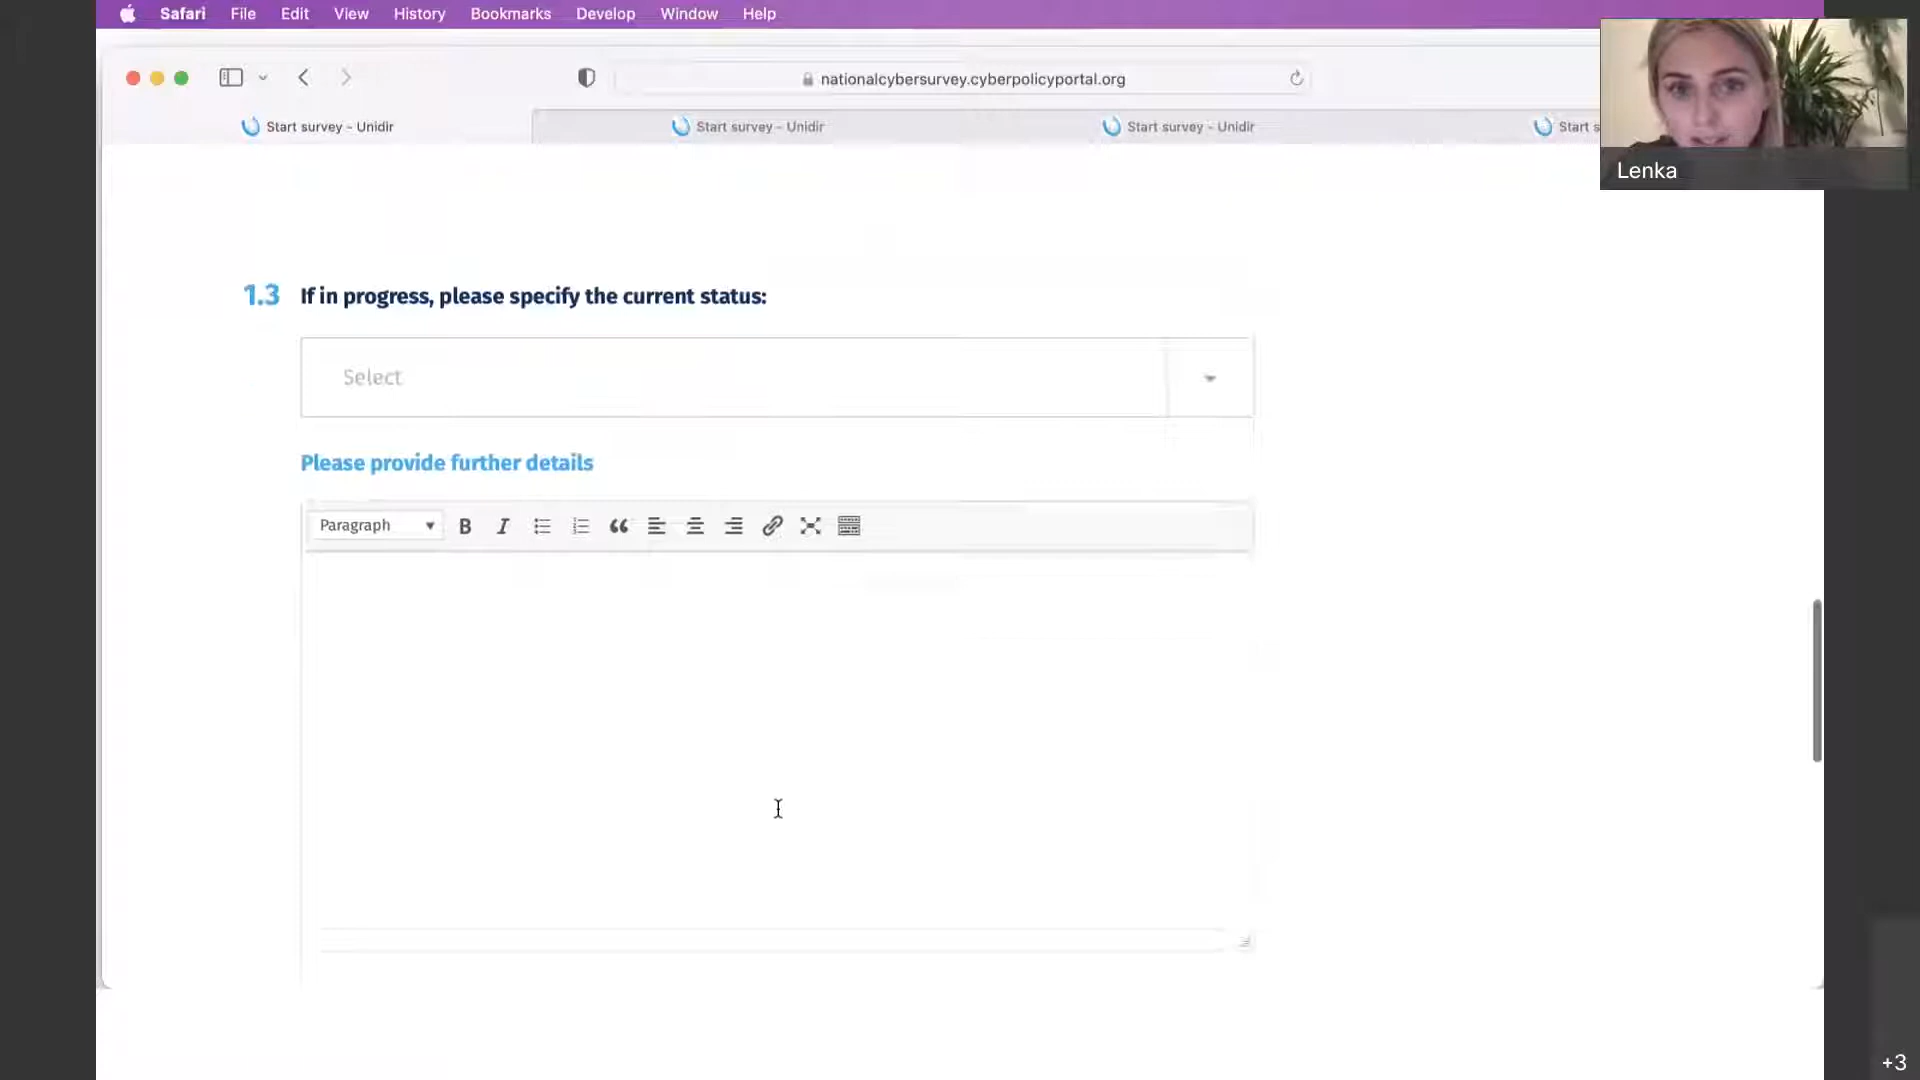 Safari File Edit View History Bookmarks Develop Window Help
nationalcybersurvey.cyberpolicyportal.org
Start survey – Unidir Start survey – Unidir Start survey – Unidir Start s
Lenka
1.3 If in progress, please specify the current status:
Select
Please provide further details
Paragraph B I
+3